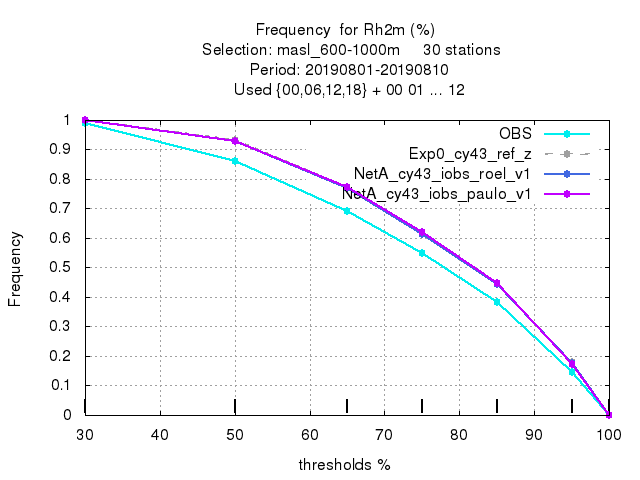 Frequency  for Rh2m (%)
Selection: masl_600-1000m     30 stations
Period: 20190801-20190810
Used {00,06,12,18} + 00 01 ... 12
OBS
Exp0_cy43_ref_z
NetA_cy43_iobs_roel_v1
NetA_cy43_iobs_paulo_v1
Frequency
1
0.9
0.8
0.7
0.6
0.5
0.4
0.3
0.2
0.1
0
30 40 50 60 70 80 90 100
thresholds %